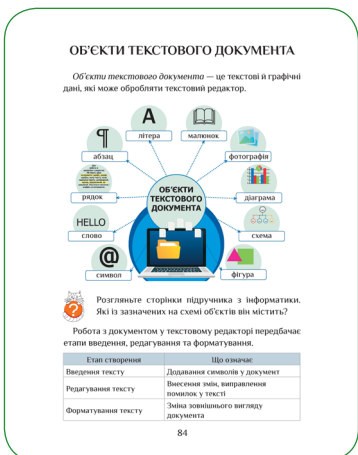 ОБ'ЄКТИ ТЕКСТОВОГО ДОКУМЕНТА
Об'єкти текстового документа — це текстові й графічні
дані, які може обробляти текстовий редактор.
А
літера
малюнок
абзац
фотографія
рядок
ОБ'ЄКТИ
ТЕКСТОВОГО
ДОКУМЕНТА
діаграма
HELLO
слово
схема
@
символ
фігура
Розгляньте сторінки підручника з інформатики.
Які із зазначених на схемі об'єктів він містить?
Робота з документом у текстовому редакторі передбачає
етапи введення, редагування та форматування.
Етап створення Що означає
Введення тексту Додавання символів у документ
Редагування тексту Внесення змін, виправлення
помилок у тексті
Форматування тексту Зміна зовнішнього вигляду
документа
84